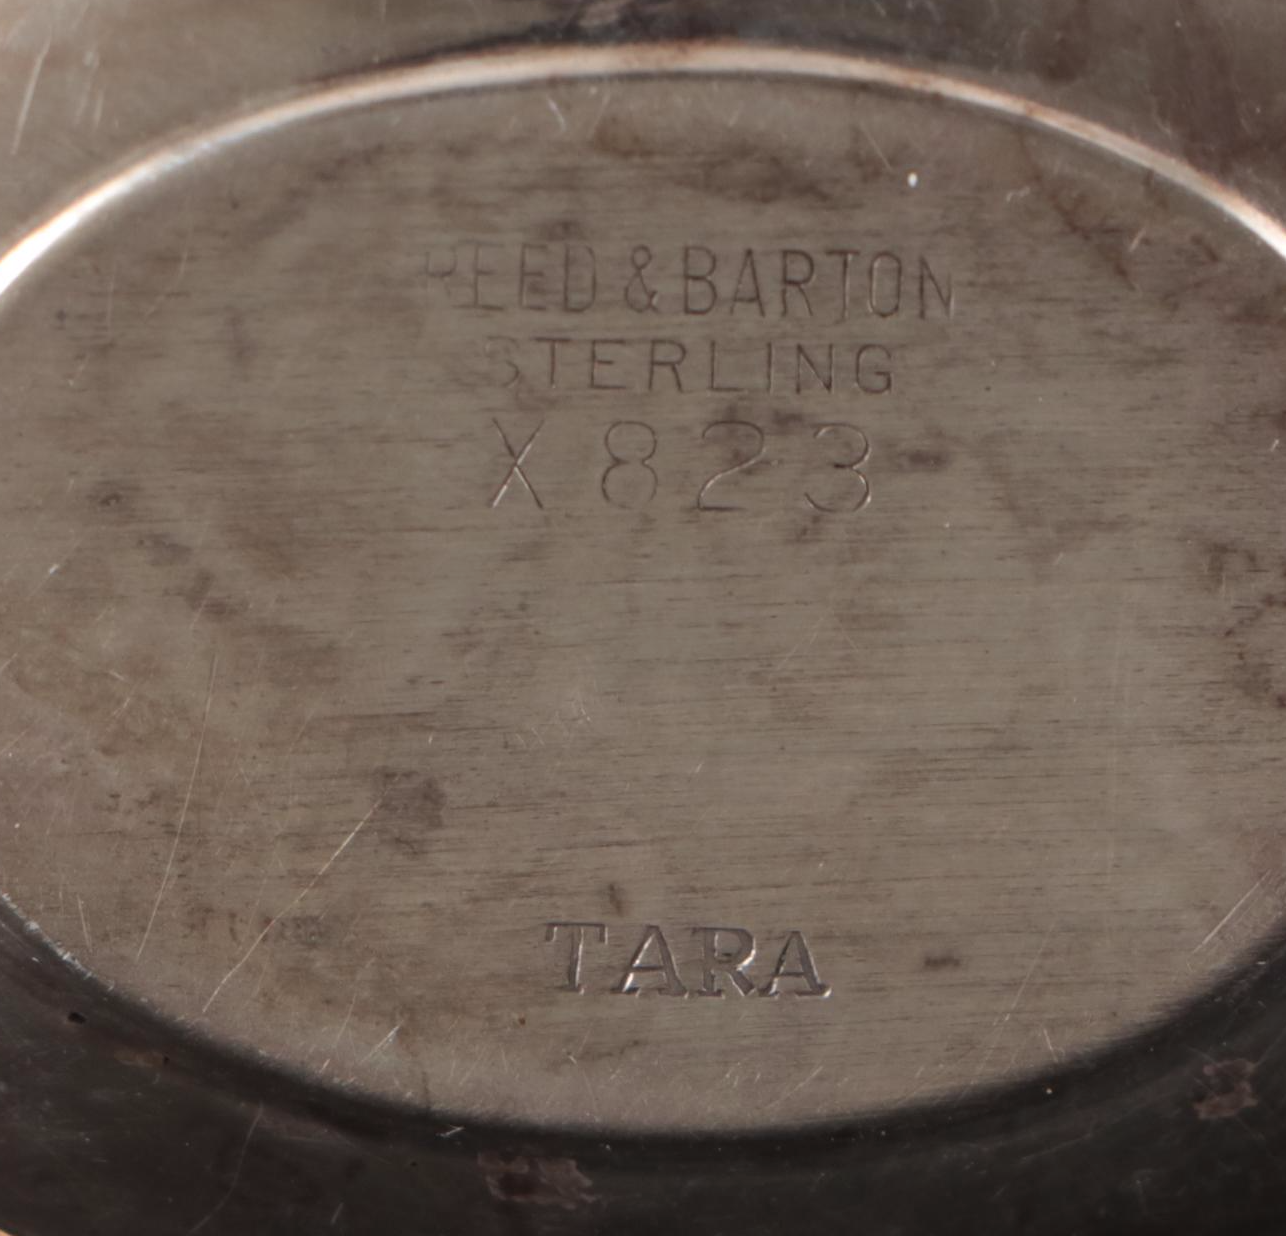 REED & BARTON
STERLING
X823
TARA